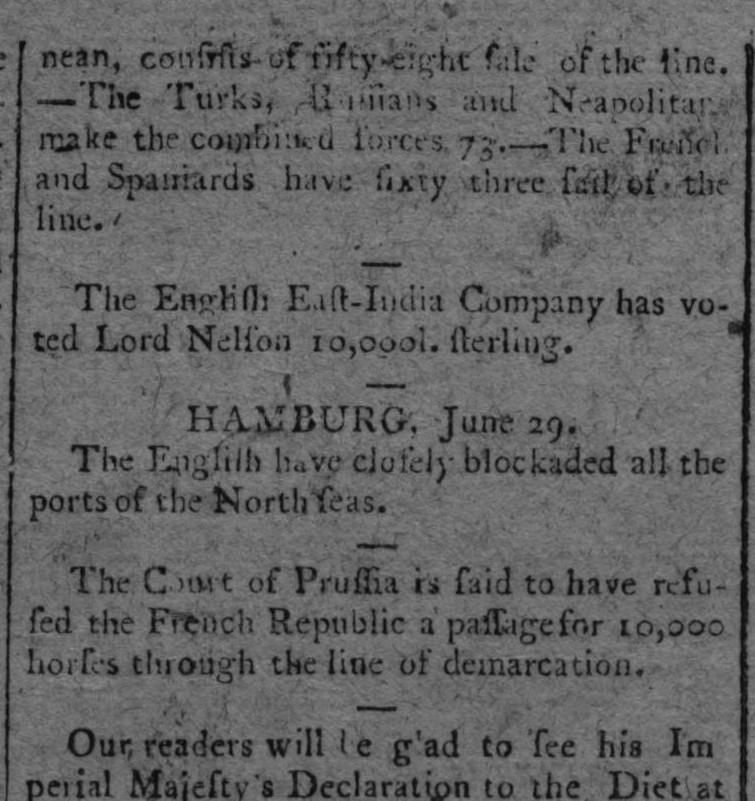 nean, consists of fifty-eight sale of the line.
—The Turks, Russians and Neapolitans
make the combined forces 73.—The French
and Spaniards have sixty three sail of the
line.
The Engliſh Eaſt-India Company has vo-
ted Lord Nelſon 10,000l. ſterling.
HAMBURG, June 29.
The Engliſh have cloſely blockaded all the
ports of the North ſeas.
The Court of Pruſſia is ſaid to have refu-
ſed the French Republic a paſſage for 10,000
horſes through the line of demarcation.
Our readers will be glad to ſee his Im
perial Majeſty's Declaration to the Diet at